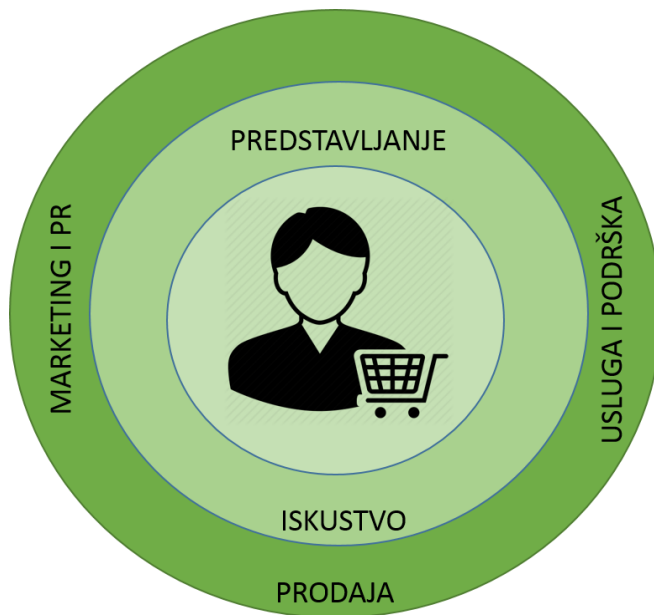 PREDSTAVLJANJE
MARKETING I PR
USLUGA I PODRŠKA
ISKUSTVO
PRODAJA